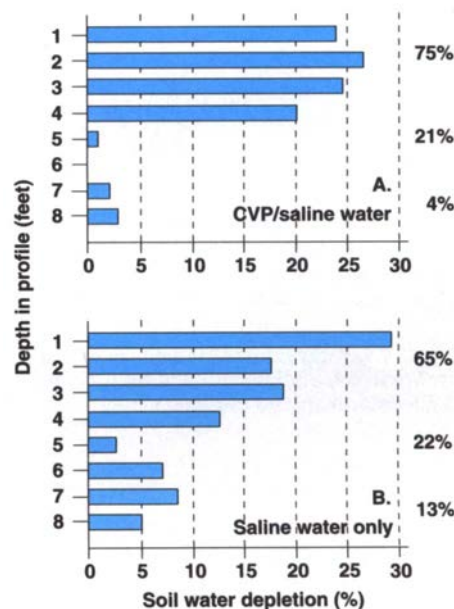 Depth in profile (feet)
1
2
75%
3
4
5
21%
6
7
A.
8
CVP/saline water
4%
0 5 10 15 20 25 30
1
2
65%
3
4
5
22%
6
7
B.
8
Saline water only
13%
0 5 10 15 20 25 30
Soil water depletion (%)